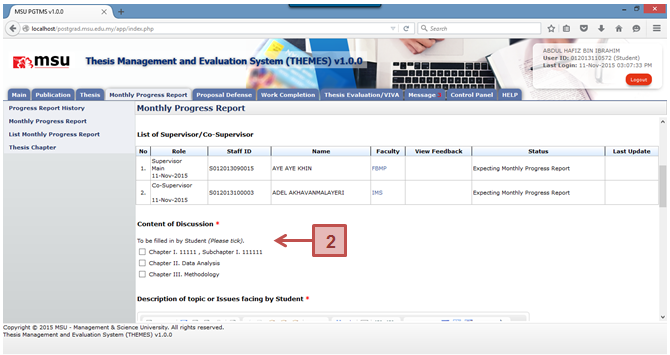 MSU PGTMS v1.0.0
localhost/postgrad.msu.edu.my/app/index.php
Search
msu
Thesis Management and Evaluation System (THEMES) v1.0.0
ABDUL HAFIZ BIN IBRAHIM
User ID: 012013110572 (Student)
Last Login: 11-Nov-2015 03:07:33 PM
Logout
Main Publication Thesis Monthly Progress Report Proposal Defense Work Completion Thesis Evaluation/VIVA Message Control Panel HELP
Progress Report History
Monthly Progress Report
List Monthly Progress Report
Thesis Chapter
Monthly Progress Report
List of Supervisor/Co-Supervisor
No Role Staff ID Name Faculty View Feedback Status Last Update
1. Supervisor
Main
11-Nov-2015
S012013090015 AYE AYE KHIN FBMP Expecting Monthly Progress Report
2. Co-Supervisor
11-Nov-2015
S012013100003 ADEL AKHAVANMALAYERI IMS Expecting Monthly Progress Report
Content of Discussion *
To be filled in by Student (Please tick).
2
Chapter I. 11111 , Subchapter I. 111111
Chapter II. Data Analysis
Chapter III. Methodology
Description of topic or Issues facing by Student *
Copyright © 2015 MSU - Management & Science University. All rights reserved.
Thesis Management and Evaluation System (THEMES) v1.0.0